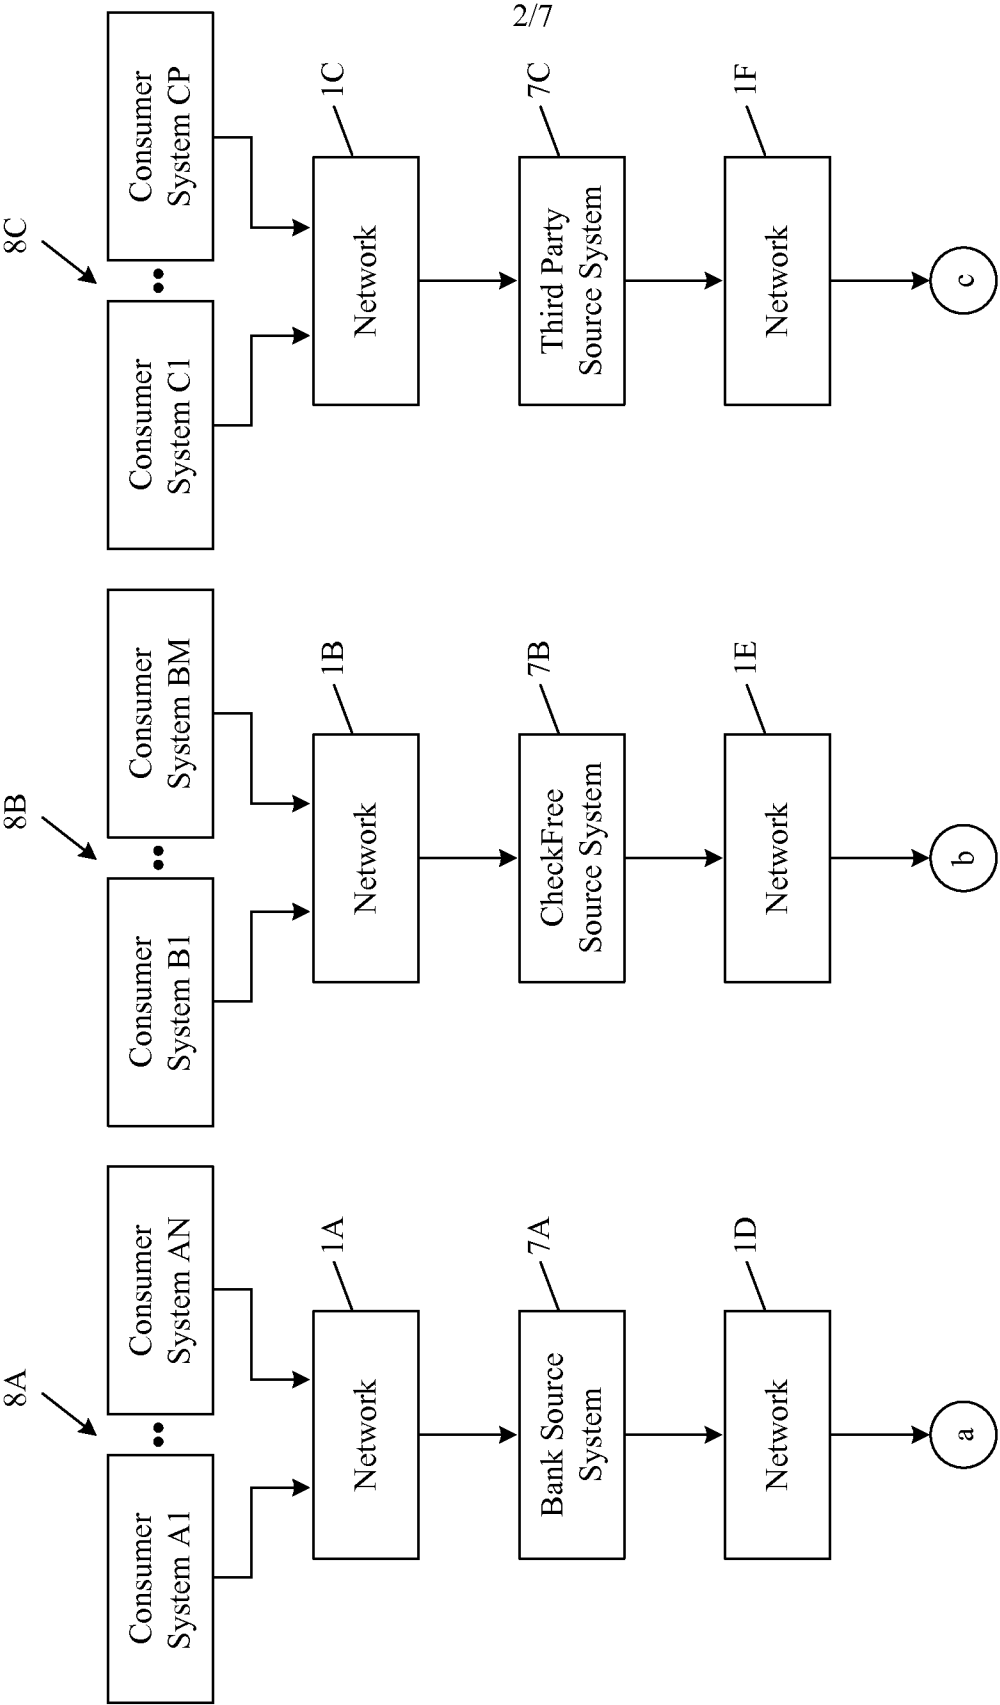 2/7
8A
8B
8C
Consumer
System A1
Consumer
System AN
Consumer
System B1
Consumer
System BM
Consumer
System C1
Consumer
System CP
1A
Network
1B
Network
1C
Network
7A
Bank Source
System
7B
CheckFree
Source System
7C
Third Party
Source System
1D
Network
1E
Network
1F
Network
a
b
c